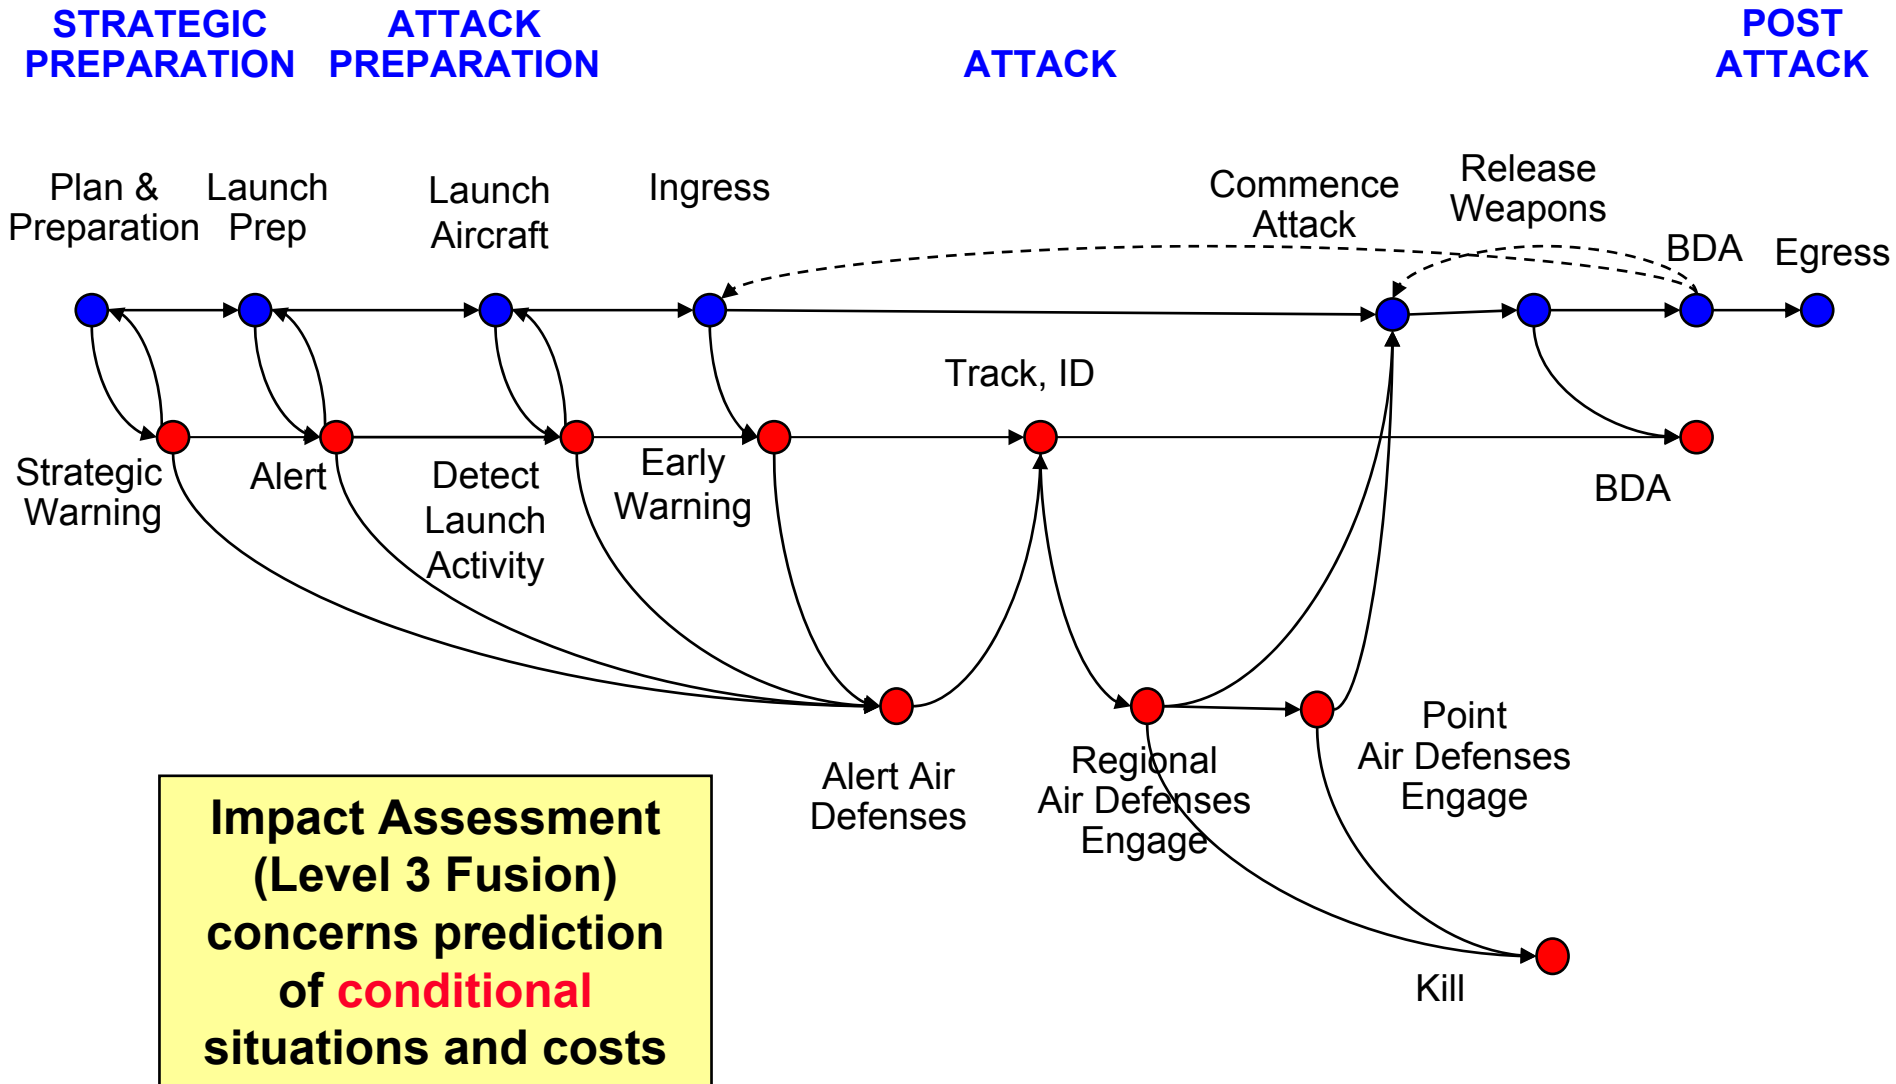 STRATEGIC
PREPARATION
ATTACK
PREPARATION
ATTACK
POST
ATTACK
Plan &
Preparation
Launch
Prep
Launch
Aircraft
Ingress
Commence
Attack
Release
Weapons
BDA
Egress
Track, ID
Strategic
Warning
Alert
Detect
Launch
Activity
Early
Warning
BDA
Alert Air
Defenses
Regional
Air Defenses
Engage
Point
Air Defenses
Engage
Kill
Impact Assessment
(Level 3 Fusion)
concerns prediction
of conditional
situations and costs